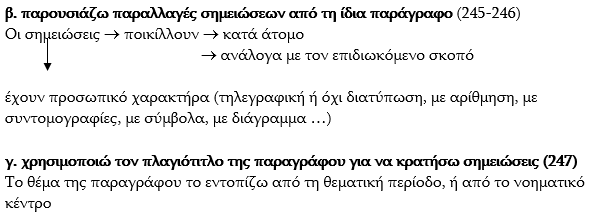 β. παρουσιάζω παραλλαγές σημειώσεων από τη ίδια παράγραφο (245-246)
Οι σημειώσεις → ποικίλλουν → κατά άτομο
→ ανάλογα με τον επιδιωκόμενο σκοπό
έχουν προσωπικό χαρακτήρα (τηλεγραφική ή όχι διατύπωση, με αρίθμηση, με
συντομογραφίες, με σύμβολα, με διάγραμμα …)
γ. χρησιμοποιώ τον πλαγιότιτλο της παραγράφου για να κρατήσω σημειώσεις (247)
Το θέμα της παραγράφου το εντοπίζω από τη θεματική περίοδο, ή από το νοηματικό
κέντρο